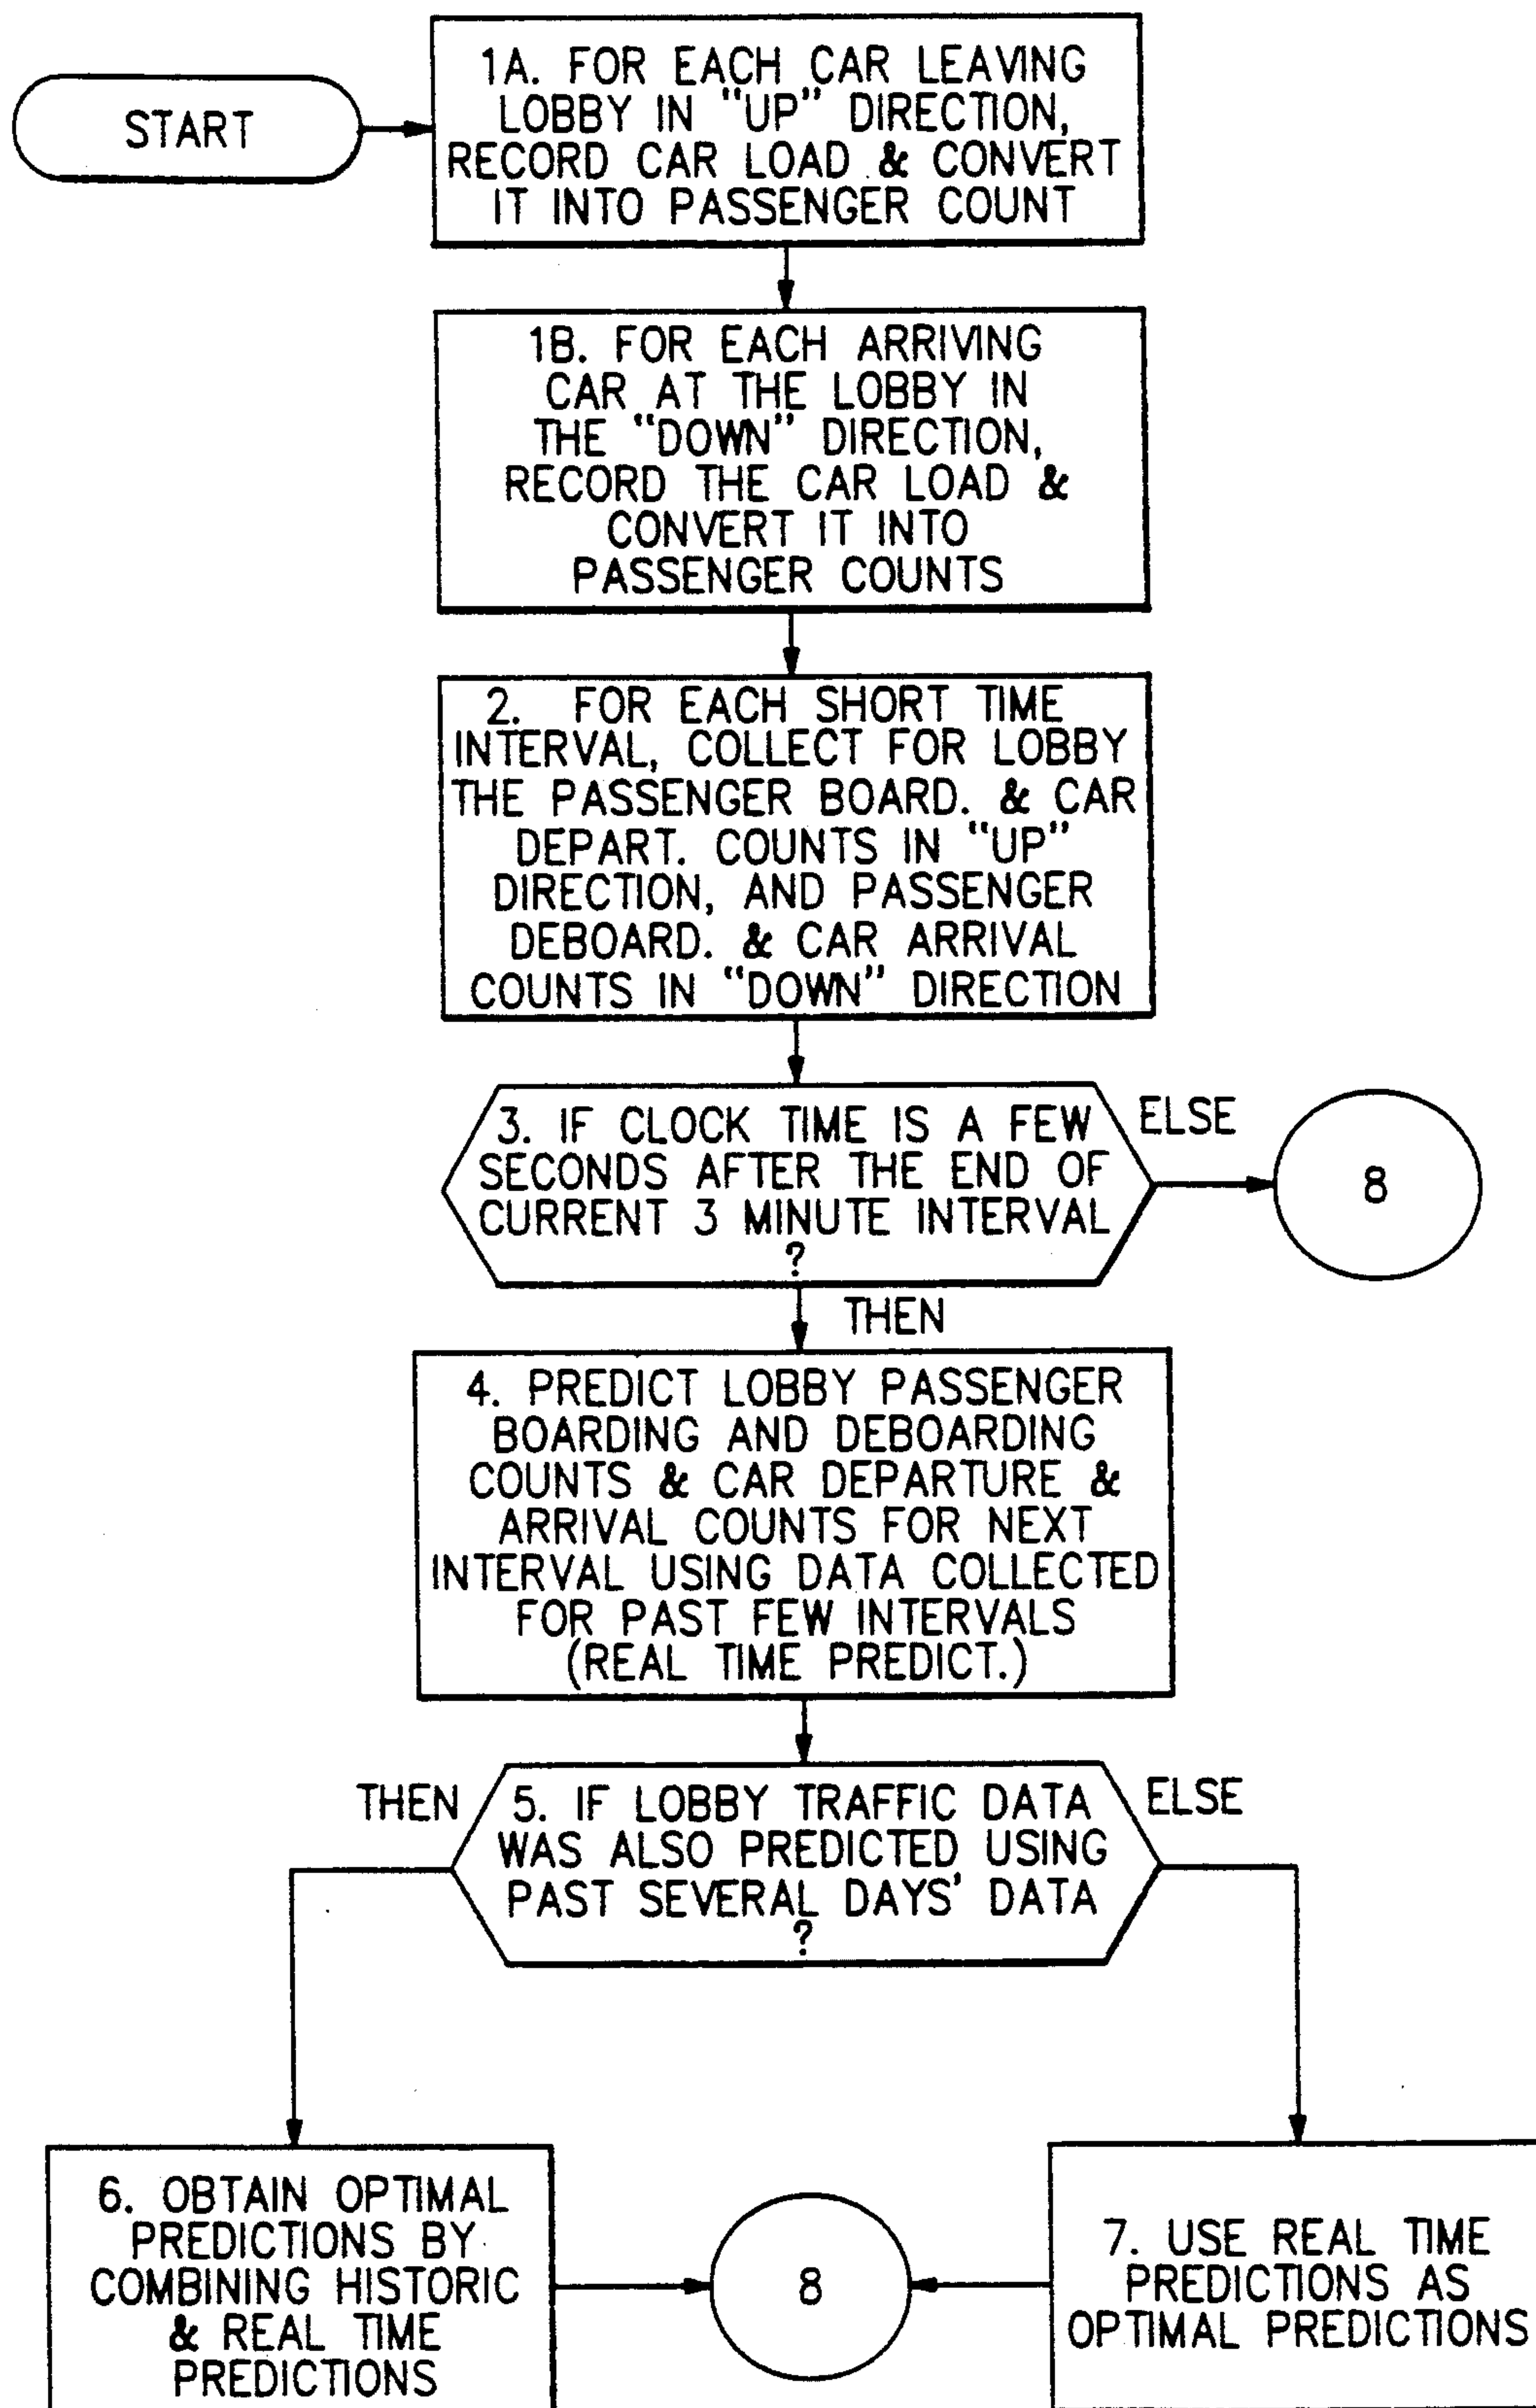 START
1A. FOR EACH CAR LEAVING
LOBBY IN "UP" DIRECTION,
RECORD CAR LOAD & CONVERT
IT INTO PASSENGER COUNT
1B. FOR EACH ARRIVING
CAR AT THE LOBBY IN
THE "DOWN" DIRECTION,
RECORD THE CAR LOAD &
CONVERT IT INTO
PASSENGER COUNTS
2. FOR EACH SHORT TIME
INTERVAL, COLLECT FOR LOBBY
THE PASSENGER BOARD. & CAR
DEPART. COUNTS IN "UP"
DIRECTION, AND PASSENGER
DEBOARD. & CAR ARRIVAL
COUNTS IN "DOWN" DIRECTION
3. IF CLOCK TIME IS A FEW
SECONDS AFTER THE END OF
CURRENT 3 MINUTE INTERVAL
?
ELSE
8
THEN
4. PREDICT LOBBY PASSENGER
BOARDING AND DEBOARDING
COUNTS & CAR DEPARTURE &
ARRIVAL COUNTS FOR NEXT
INTERVAL USING DATA COLLECTED
FOR PAST FEW INTERVALS
(REAL TIME PREDICT.)
THEN
5. IF LOBBY TRAFFIC DATA
WAS ALSO PREDICTED USING
PAST SEVERAL DAYS' DATA
?
ELSE
6. OBTAIN OPTIMAL
PREDICTIONS BY
COMBINING HISTORIC
& REAL TIME
PREDICTIONS
8
7. USE REAL TIME
PREDICTIONS AS
OPTIMAL PREDICTIONS